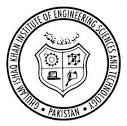 GHULAM ISHAQ KHAN INSTITUTE OF ENGINEERING SCIENCES AND TECHNOLOGY
• PAKISTAN •